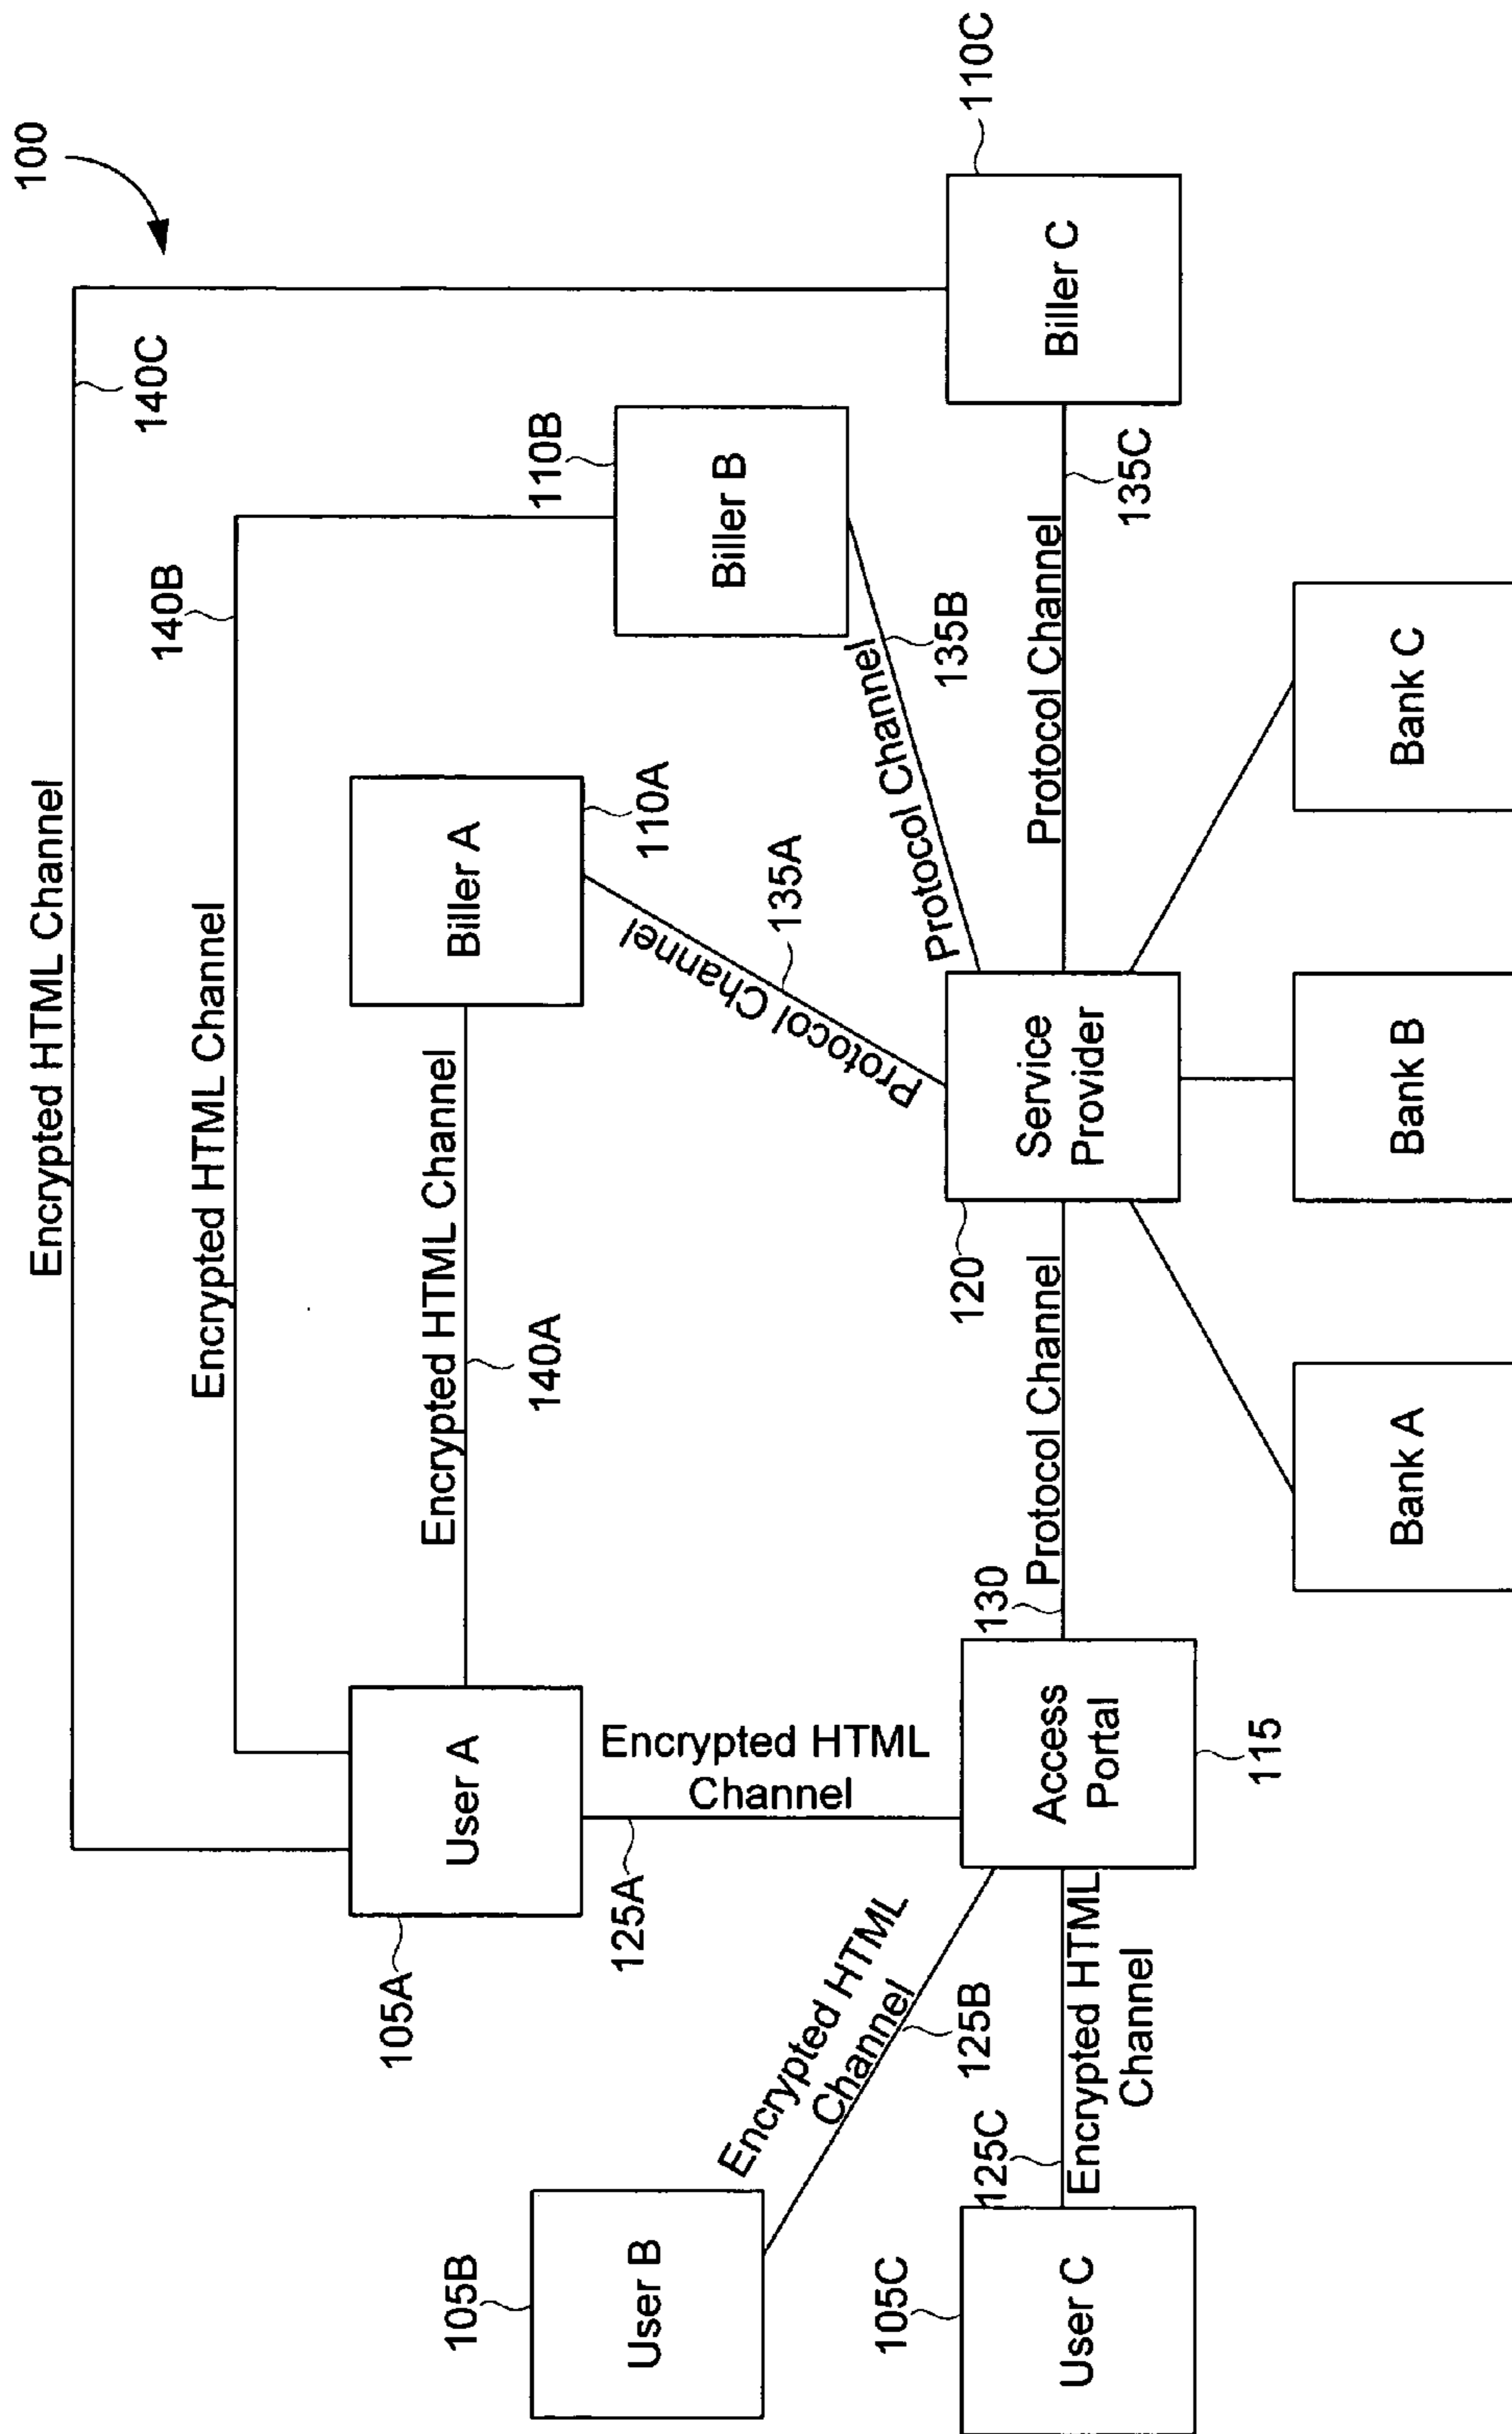 100
Encrypted HTML Channel
140C
Encrypted HTML Channel
140B
Encrypted HTML Channel
140A
User A
105A
Biller A
110A
Biller B
110B
Biller C
110C
Encrypted HTML
Channel
125A
Protocol Channel
135A
Protocol Channel
135B
Protocol Channel
135C
User B
105B
Encrypted HTML
Channel
125B
User C
105C
125C
Encrypted HTML
Channel
Access
Portal
115
130
Protocol Channel
120
Service
Provider
Bank A
Bank B
Bank C